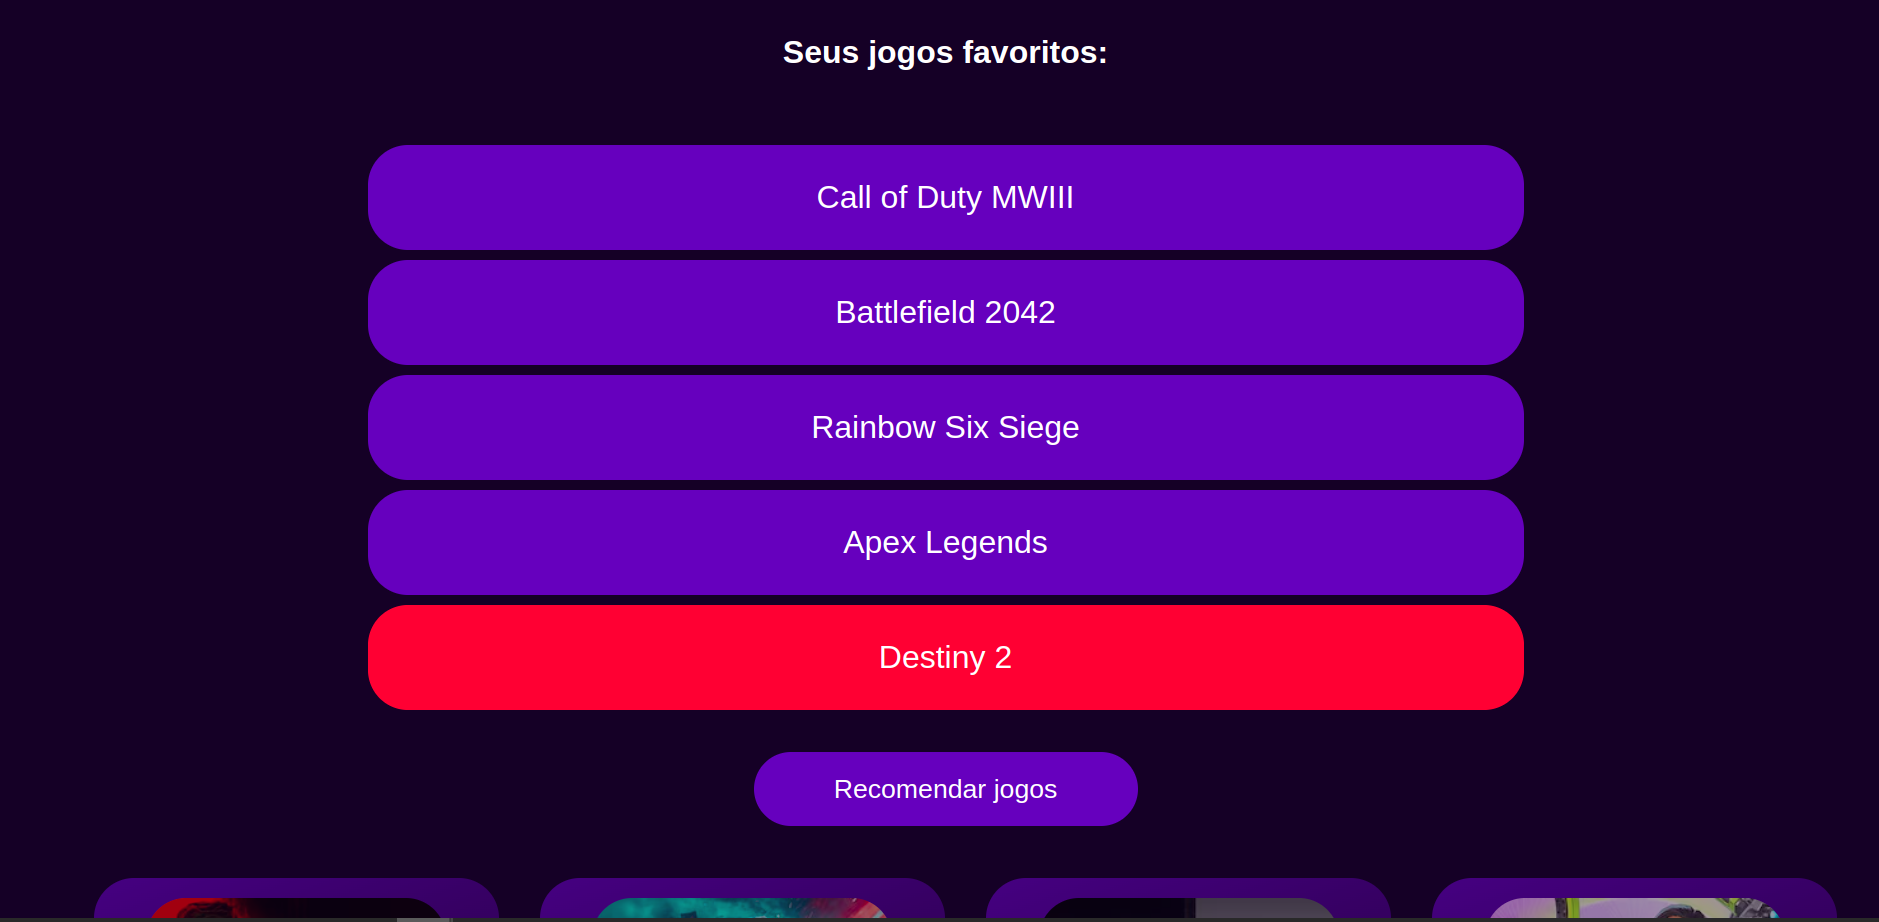 Seus jogos favoritos:
Call of Duty MWIII
Battlefield 2042
Rainbow Six Siege
Apex Legends
Destiny 2
Recomendar jogos